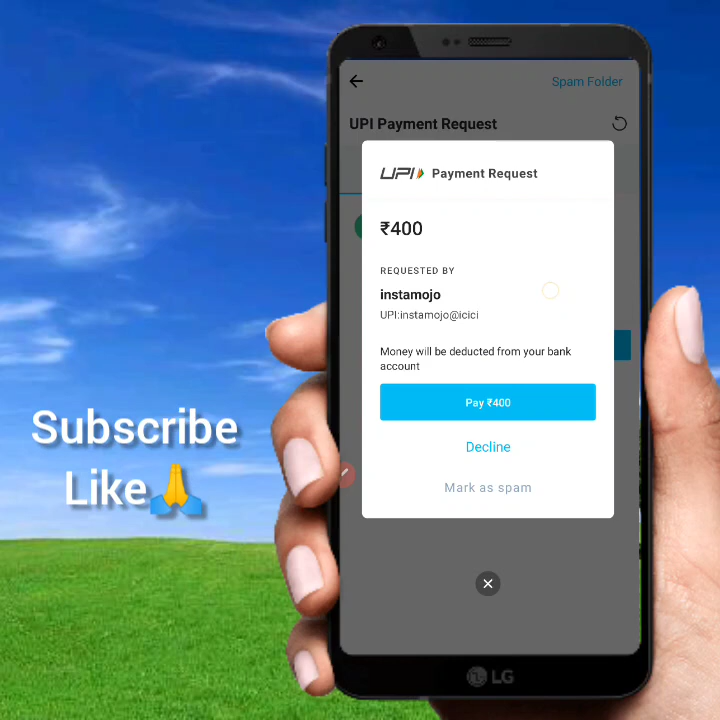 Spam Folder
UPI Payment Request
UPI Payment Request
₹400
REQUESTED BY
instamojo
UPI:instamojo@icici
Money will be deducted from your bank
account
Pay ₹400
Decline
Mark as spam
Subscribe
Like🙏
LG